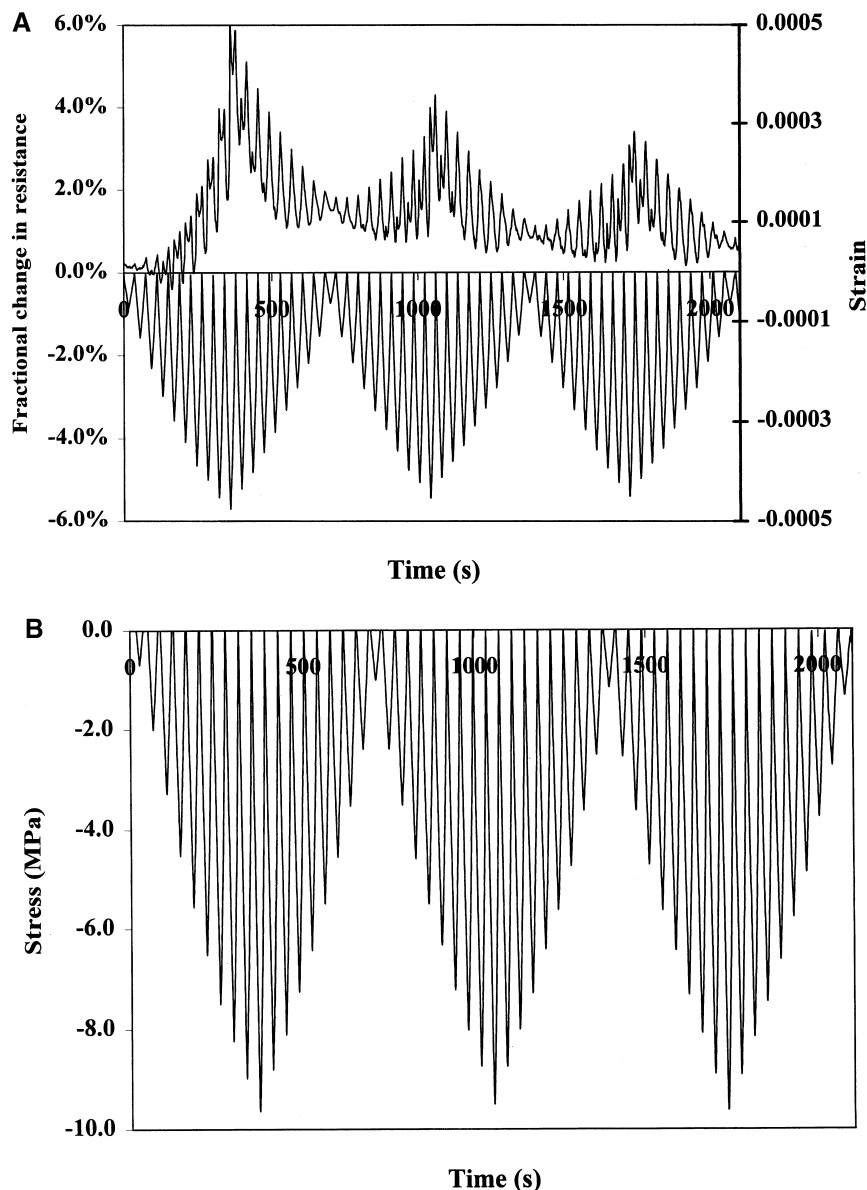 A
6.0%
4.0%
2.0%
0.0%
-2.0%
-4.0%
-6.0%
Fractional change in resistance
0.0005
0.0003
0.0001
-0.0001
-0.0003
-0.0005
Strain
0 500 1000 1500 2000
Time (s)
B
0.0
-2.0
-4.0
-6.0
-8.0
-10.0
Stress (MPa)
0 500 1000 1500 2000
Time (s)